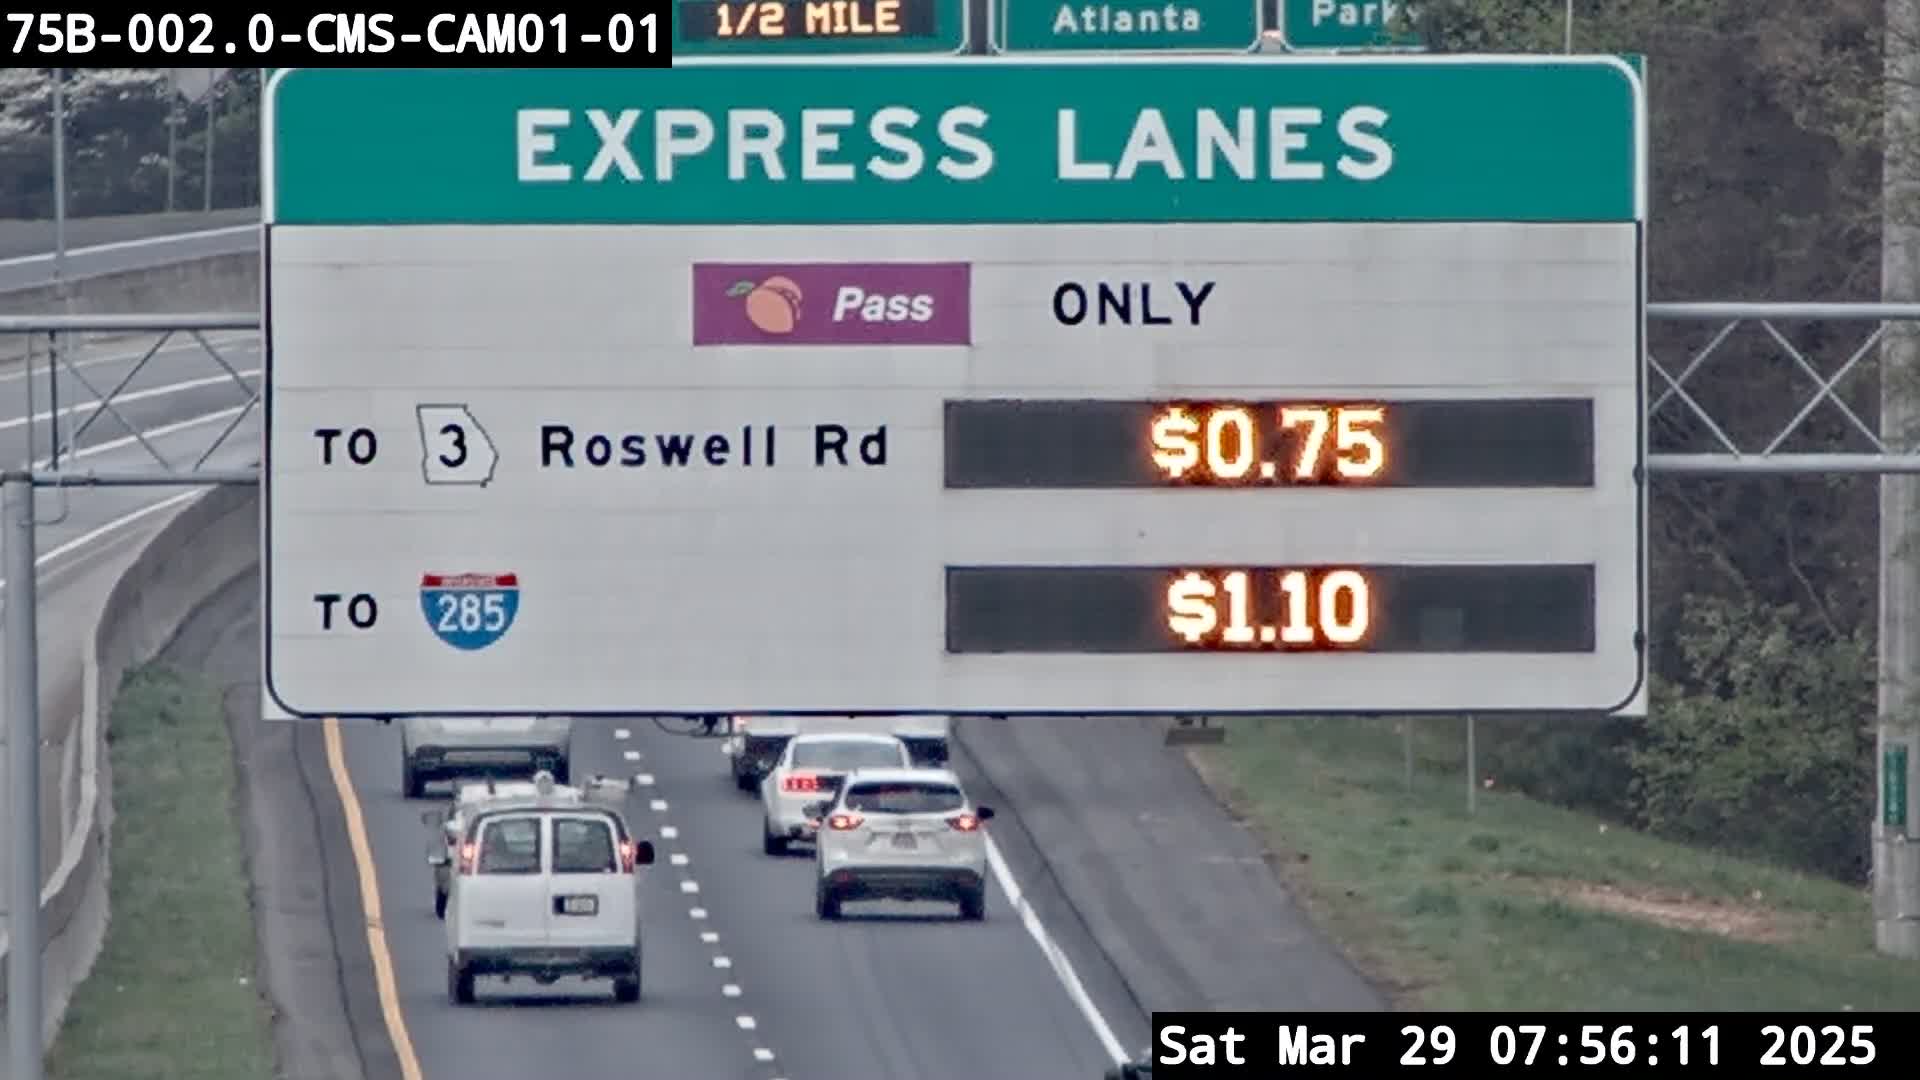 75B-002.0-CMS-CAM01-01
1/2 MILE
Atlanta
EXPRESS LANES
Pass ONLY
TO 3 Roswell Rd $0.75
TO INTERSTATE 285 $1.10
Sat Mar 29 07:56:11 2025